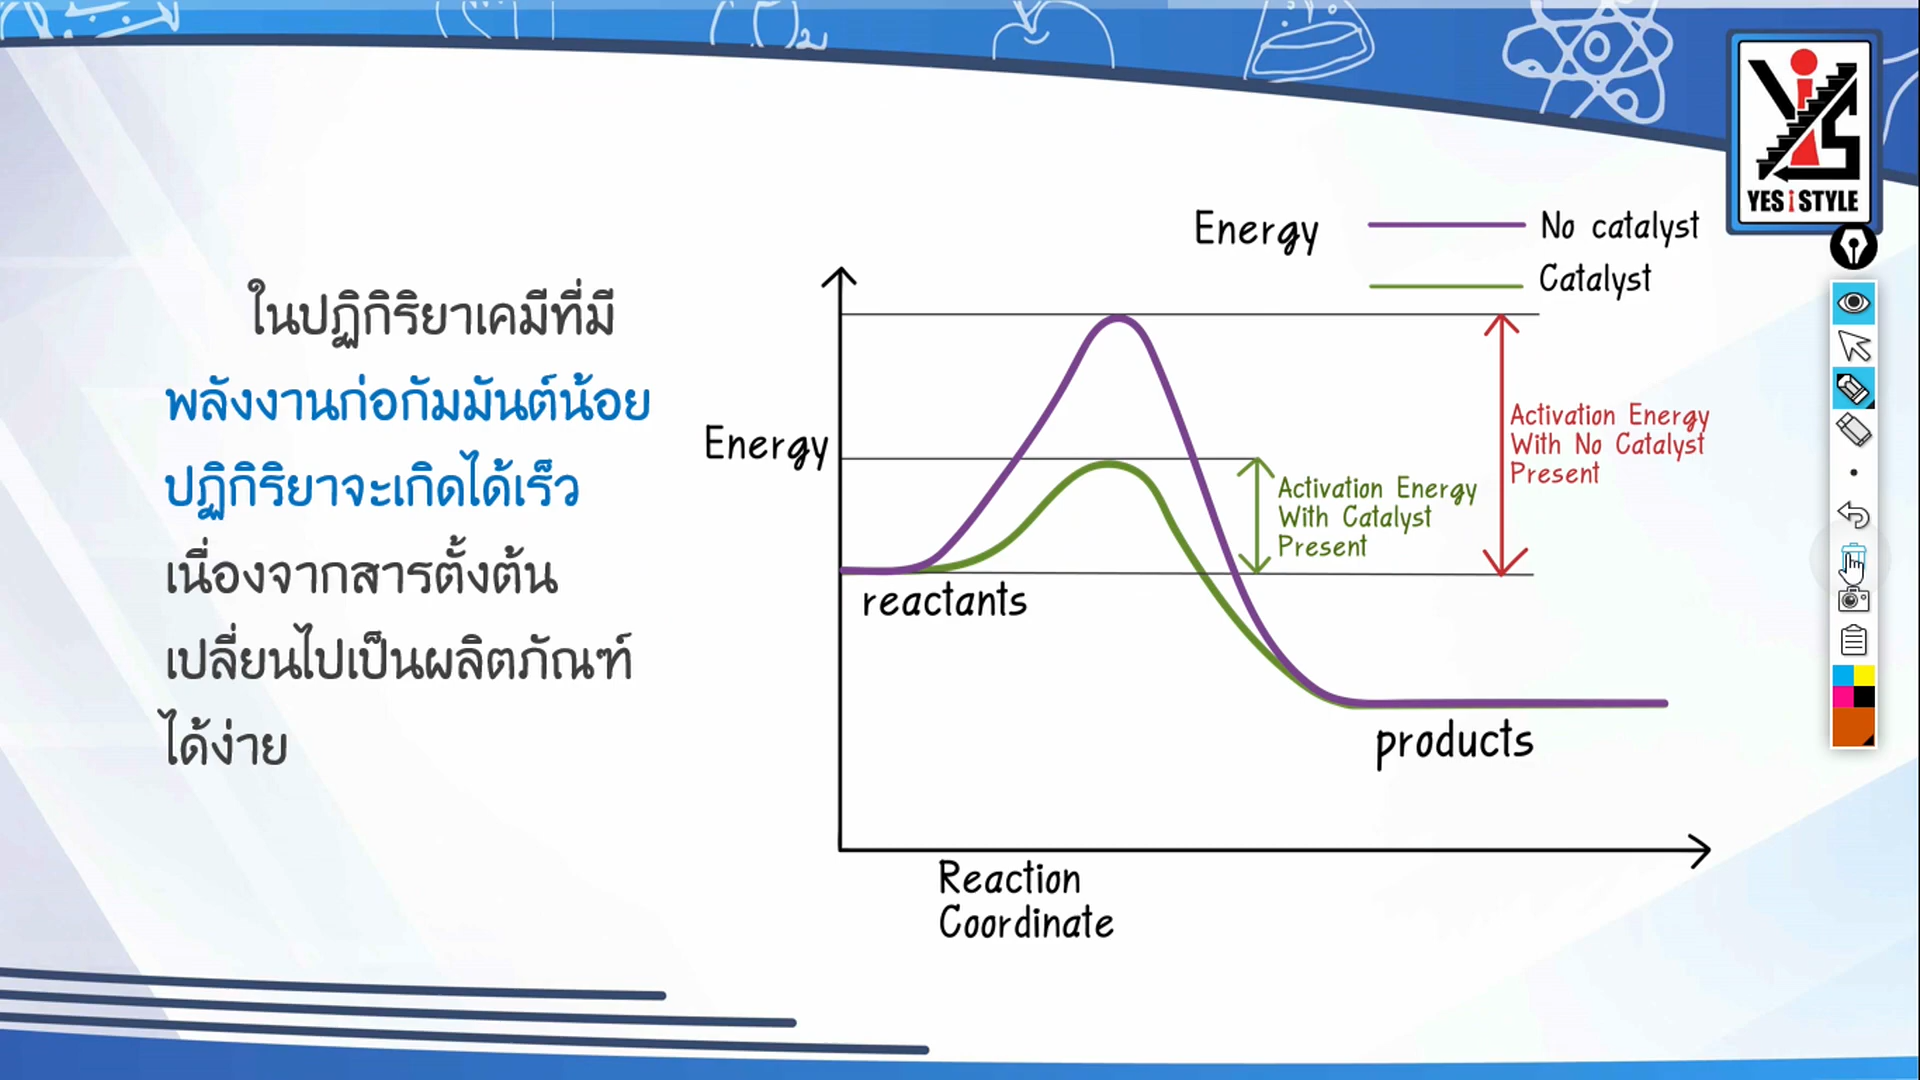 YES i STYLE
ในปฏิกิริยาเคมีที่มี
พลังงานก่อกัมมันต์น้อย
ปฏิกิริยาจะเกิดได้เร็ว
เนื่องจากสารตั้งต้น
เปลี่ยนไปเป็นผลิตภัณฑ์
ได้ง่าย
Energy
No catalyst
Catalyst
Energy
Activation Energy
With No Catalyst
Present
Activation Energy
With Catalyst
Present
reactants
products
Reaction
Coordinate